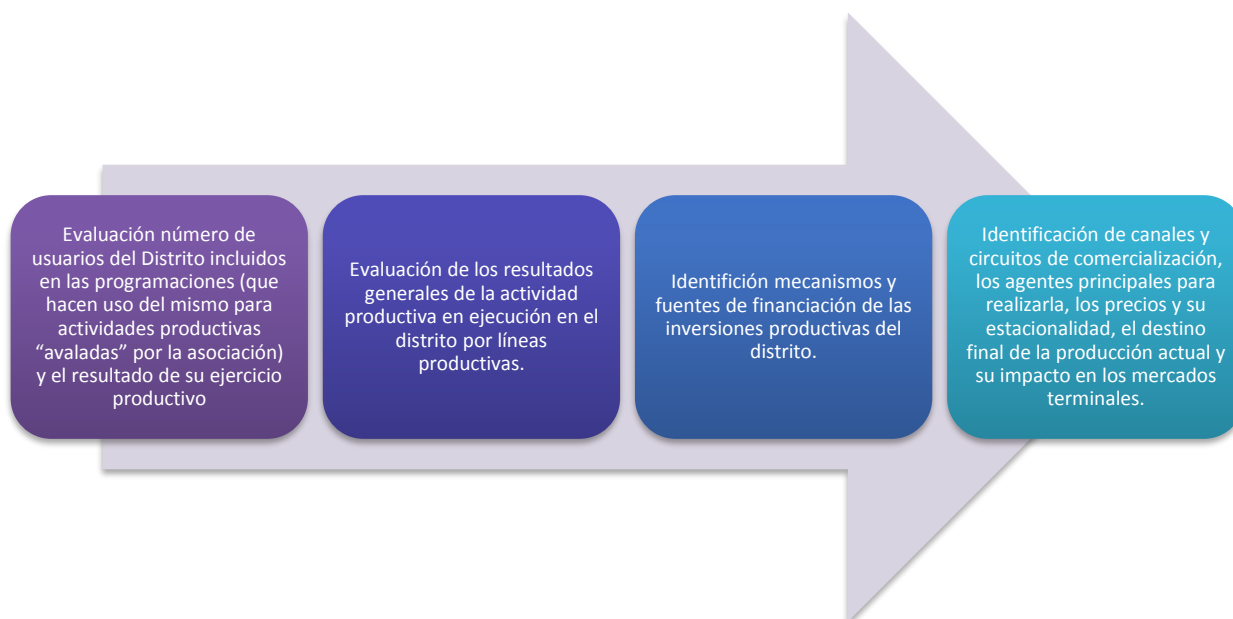 Evaluación número de
usuarios del Distrito incluidos
en las programaciones (que
hacen uso del mismo para
actividades productivas
“avaladas” por la asociación)
y el resultado de su ejercicio
productivo
Evaluación de los resultados
generales de la actividad
productiva en ejecución en el
distrito por líneas
productivas.
Identifición mecanismos y
fuentes de financiación de las
inversiones productivas del
distrito.
Identificación de canales y
circuitos de comercialización,
los agentes principales para
realizarla, los precios y su
estacionalidad, el destino
final de la producción actual y
su impacto en los mercados
terminales.